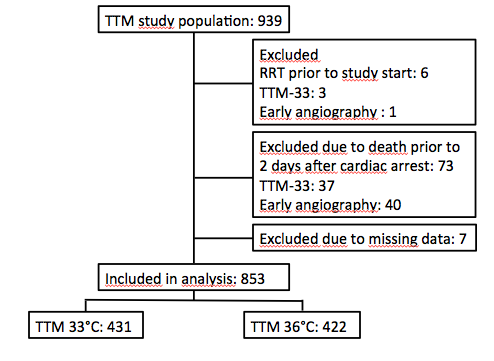 TTM study population: 939
Excluded
RRT prior to study start: 6
TTM-33: 3
Early angiography : 1
Excluded due to death prior to
2 days after cardiac arrest: 73
TTM-33: 37
Early angiography: 40
Excluded due to missing data: 7
Included in analysis: 853
TTM 33°C: 431
TTM 36°C: 422